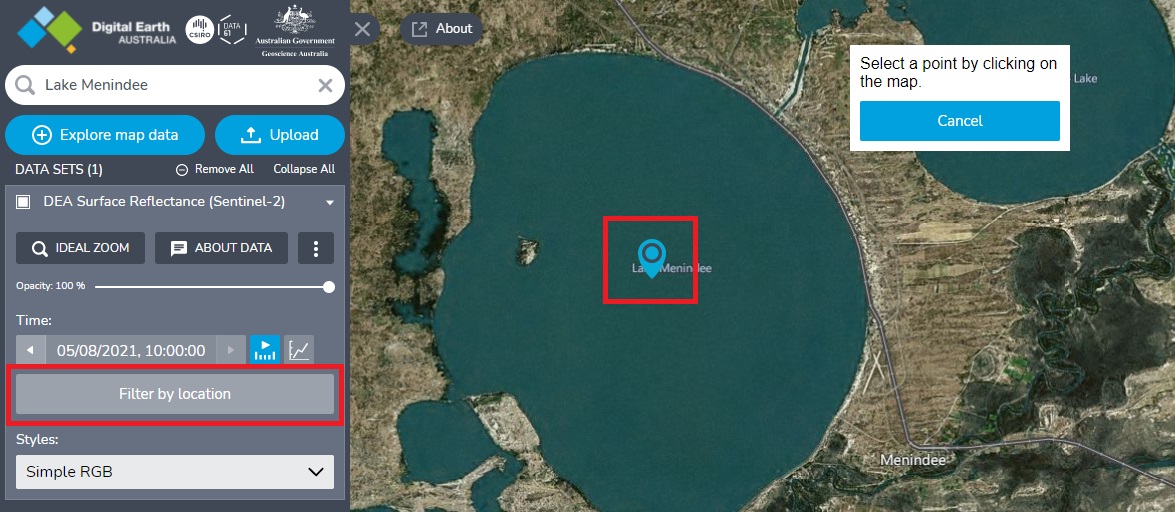 Digital Earth
AUSTRALIA
CSIRO
DATA
61
Australian Government
Geoscience Australia
About
Lake Menindee
Explore map data
Upload
DATA SETS (1)
Remove All
Collapse All
DEA Surface Reflectance (Sentinel-2)
IDEAL ZOOM
ABOUT DATA
Opacity: 100 %
Time:
05/08/2021, 10:00:00
Filter by location
Styles:
Simple RGB
Select a point by clicking on
the map.
Cancel
Lake
Lake Menindee
Menindee